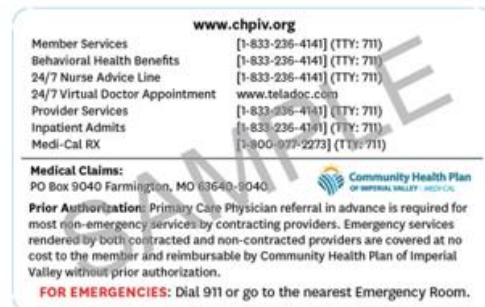 www.chpiv.org
Member Services [1-833-236-4141] (TTY: 711)
Behavioral Health Benefits [1-833-236-4141] (TTY: 711)
24/7 Nurse Advice Line [1-833-236-4141] (TTY: 711)
24/7 Virtual Doctor Appointment www.teladoc.com
Provider Services [1-833-236-4141] (TTY: 711)
Inpatient Admits [1-833-236-4141] (TTY: 711)
Medi-Cal RX [1-800-977-2273] (TTY: 711)
Medical Claims:
PO Box 9040 Farmington, MO 63640-9040
Community Health Plan
OF IMPERIAL VALLEY | MEDI-CAL
Prior Authorization: Primary Care Physician referral in advance is required for
most non-emergency services by contracting providers. Emergency services
rendered by both contracted and non-contracted providers are covered at no
cost to the member and reimbursable by Community Health Plan of Imperial
Valley without prior authorization.
FOR EMERGENCIES: Dial 911 or go to the nearest Emergency Room.
SAMPLE